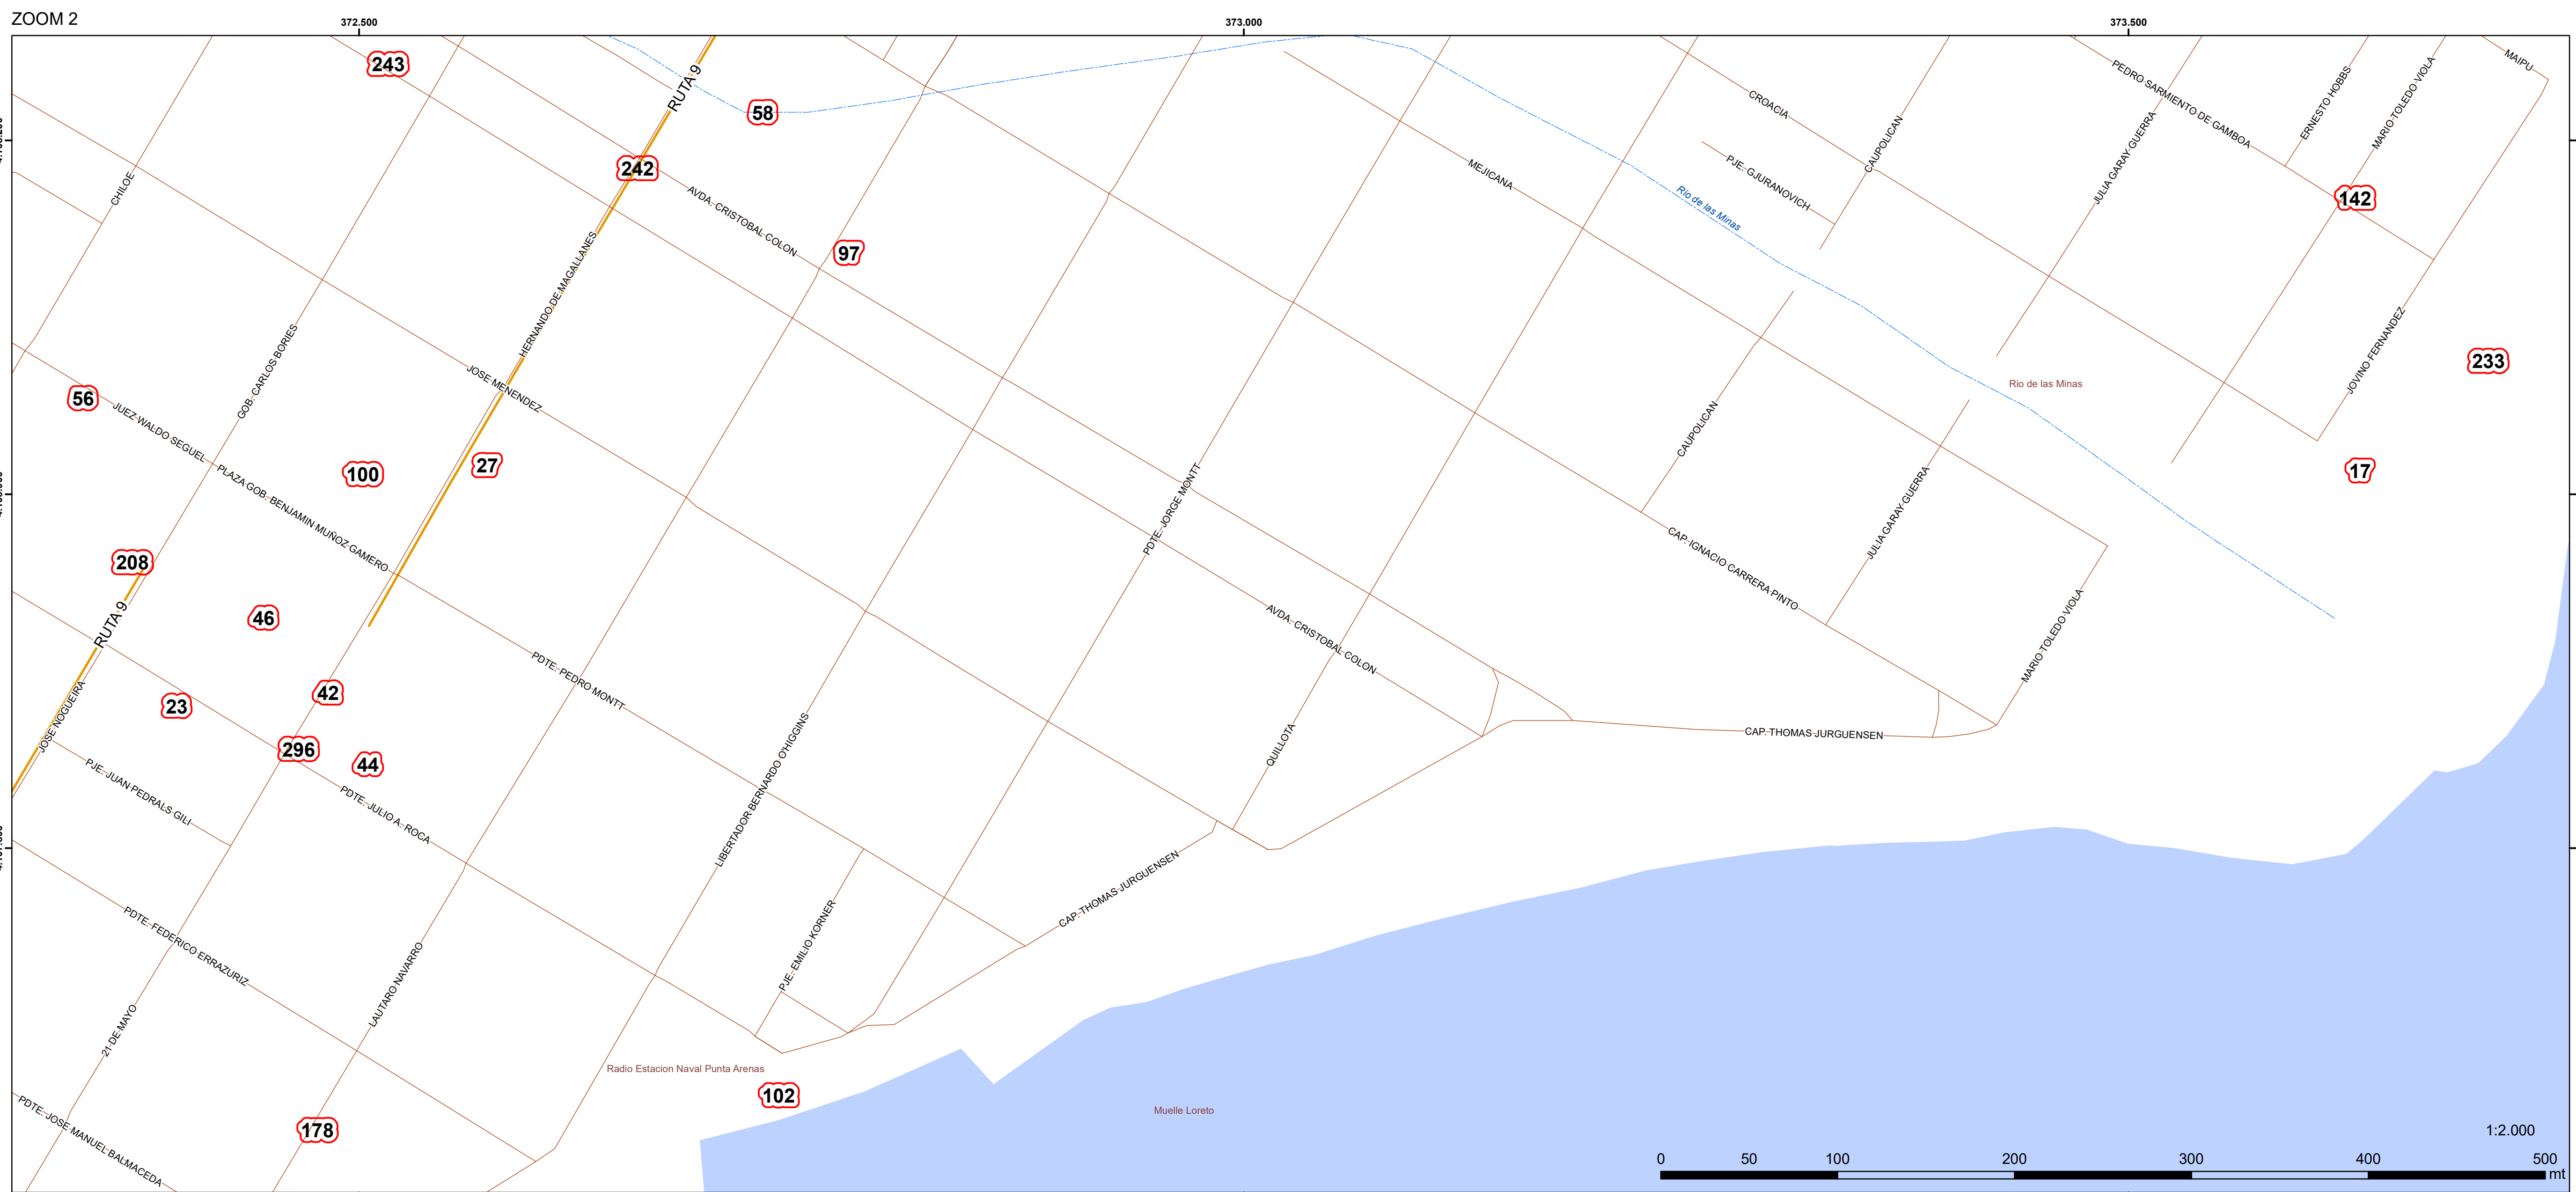 ZOOM 2
372.500
373.000
373.500
MAIPU
243
RUTA 9
58
PEDRO SARMIENTO DE GAMBOA
ERNESTO HOBBS
MARIO TOLEDO VIOLA
CROACIA
CAUPOLICAN
JULIA GARAY GUERRA
242
MEJICANA
PJE. GJURANOVICH
CHILOE
AVDA. CRISTOBAL COLON
Rio de las Minas
142
97
HERNANDO DE MAGALLANES
GOB. CARLOS BORIES
JOVINO FERNANDEZ
233
Rio de las Minas
JOSE MENENDEZ
56
JUEZ WALDO SEGUEL
CAUPOLICAN
100
27
17
PLAZA GOB. BENJAMIN MUÑOZ GAMERO
PDTE. JORGE MONTT
JULIA GARAY GUERRA
208
CAP. IGNACIO CARRERA PINTO
RUTA 9
46
AVDA. CRISTOBAL COLON
MARIO TOLEDO VIOLA
PDTE. PEDRO MONTT
42
23
JOSE NOGUEIRA
296
44
QUILLOTA
CAP. THOMAS JURGUENSEN
LIBERTADOR BERNARDO O'HIGGINS
PJE. JUAN PEDRALS GILI
PDTE. JULIO A. ROCA
CAP. THOMAS JURGUENSEN
PJE. EMILIO KORNER
PDTE. FEDERICO ERRAZURIZ
LAUTARO NAVARRO
21 DE MAYO
Radio Estacion Naval Punta Arenas
102
Muelle Loreto
178
PDTE. JOSE MANUEL BALMACEDA
1:2.000
0 50 100 200 300 400 500
mt